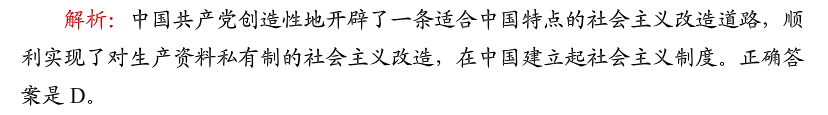 解析：中国共产党创造性地开辟了一条适合中国特点的社会主义改造道路，顺
利实现了对生产资料私有制的社会主义改造，在中国建立起社会主义制度。正确答
案是 D。